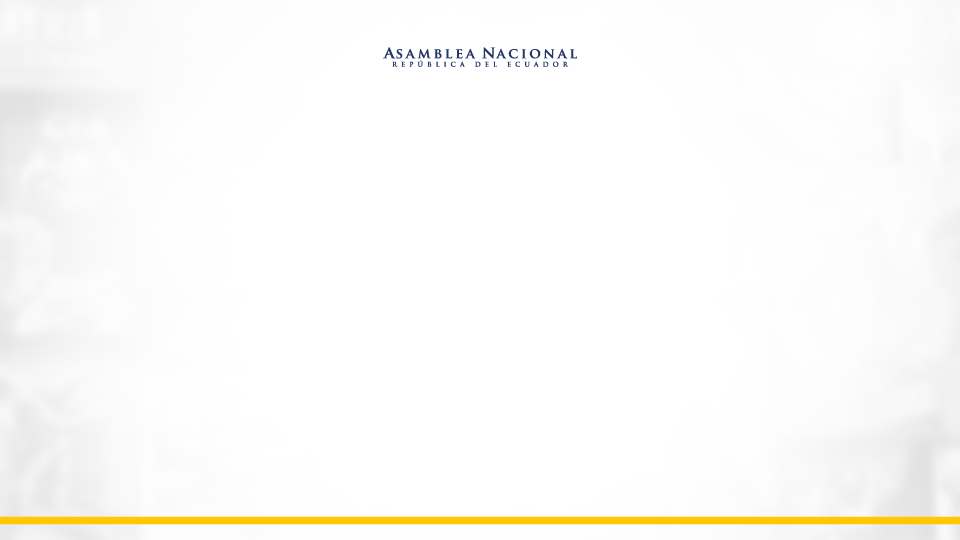 ASAMBLEA NACIONAL
REPÚBLICA DEL ECUADOR